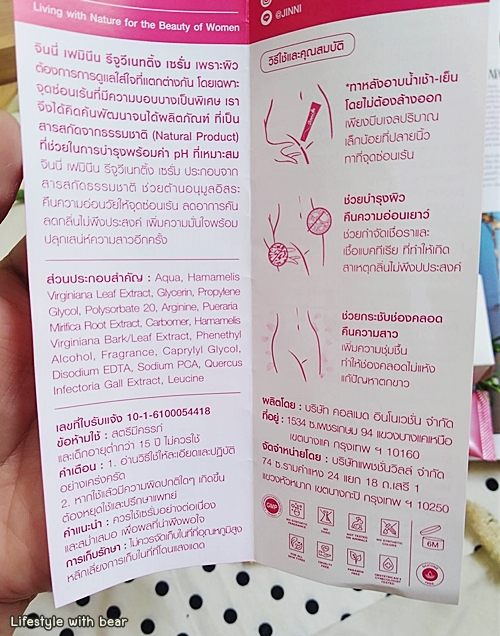 Living with Nature for the Beauty of Women
จินนี่ เฟมินีน รีจูวีเนทติ้ง เซรั่ม เพราะผิว
ต้องการการดูแลใส่ใจที่แตกต่างกัน โดยเฉพาะ
จุดซ่อนเร้นที่มีความบอบบางเป็นพิเศษ เรา
จึงได้คิดค้นพัฒนาจนได้ผลิตภัณฑ์ ที่เป็น
สารสกัดจากธรรมชาติ (Natural Product)
ที่ช่วยในการบำรุงพร้อมค่า pH ที่เหมาะสม
จินนี่ เฟมินีน รีจูวีเนทติ้ง เซรั่ม ประกอบจาก
สารสกัดธรรมชาติ ช่วยต้านอนุมูลอิสระ
คืนความอ่อนวัยให้จุดซ่อนเร้น ลดอาการคัน
ลดกลิ่นไม่พึงประสงค์ เพิ่มความมั่นใจพร้อม
ปลุกเสน่ห์ความสาวอีกครั้ง
ส่วนประกอบสำคัญ : Aqua, Hamamelis
Virginiana Leaf Extract, Glycerin, Propylene
Glycol, Polysorbate 20, Arginine, Pueraria
Mirifica Root Extract, Carbomer, Hamamelis
Virginiana Bark/Leaf Extract, Phenethyl
Alcohol, Fragrance, Caprylyl Glycol,
Disodium EDTA, Sodium PCA, Quercus
Infectoria Gall Extract, Leucine
เลขที่ใบรับแจ้ง 10-1-6100054418
ข้อห้ามใช้ : สตรีมีครรภ์
และเด็กอายุต่ำกว่า 15 ปี ไม่ควรใช้
คำเตือน : 1. อ่านวิธีใช้ให้ละเอียดและปฏิบัติ
อย่างเคร่งครัด
2. หากใช้แล้วมีความผิดปกติใดๆ เกิดขึ้น
ต้องหยุดใช้และปรึกษาแพทย์
คำแนะนำ : ควรใช้เซรั่มอย่างต่อเนื่อง
และสม่ำเสมอ เพื่อผลที่น่าพึงพอใจ
การเก็บรักษา : ไม่ควรจัดเก็บในที่ที่อุณหภูมิสูง
หลีกเลี่ยงการเก็บในที่ที่โดนแสงแดด
@JINNI
วิธีใช้และคุณสมบัติ
*ทาหลังอาบน้ำเช้า-เย็น
โดยไม่ต้องล้างออก
เพียงบีบเจลปริมาณ
เล็กน้อยที่ปลายนิ้ว
ทาที่จุดซ่อนเร้น
ช่วยบำรุงผิว
คืนความอ่อนเยาว์
ช่วยกำจัดเชื้อราและ
เชื้อแบคทีเรีย ที่ทำให้เกิด
สาเหตุกลิ่นไม่พึงปประสงค์
ช่วยกระชับช่องคลอด
คืนความสาว
เพิ่มความชุ่มชื้น
ทำให้ช่องคลอดไม่แห้ง
แก้ปัญหาตกขาว
ผลิตโดย : บริษัท คอสเมด อินโนเวชั่น จำกัด
ที่อยู่ : 1534 ซ.เพชรเกษม 94 แขวงบางแคเหนือ
เขตบางแค กรุงเทพ ฯ 10160
จัดจำหน่ายโดย : บริษัทแพชชั่นวิลล์ จำกัด
74 ซ.รามคำแหง 24 แยก 18 ถ.เสรี 1
แขวงหัวหมาก เขตบางกะปิ กรุงเทพ ฯ 10250
GMP
6M
Lifestyle with bear